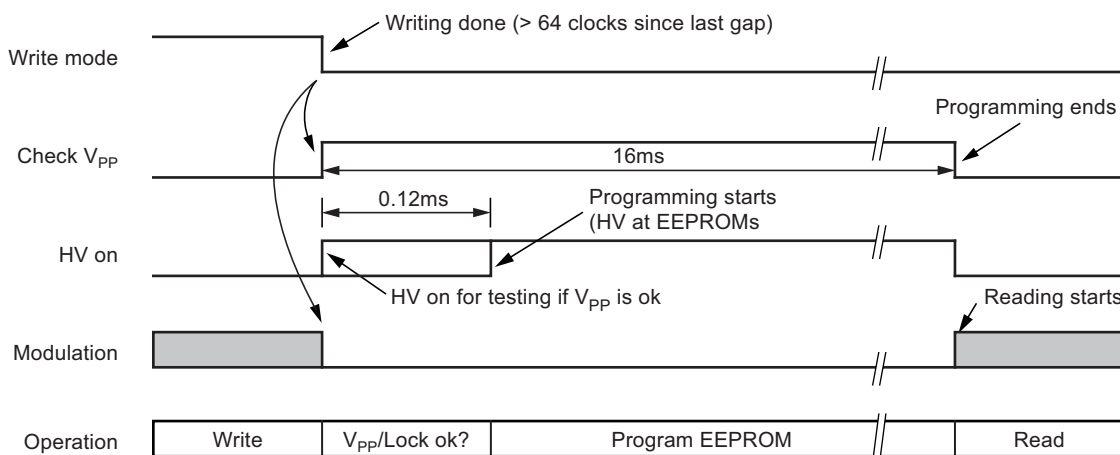 Writing done (> 64 clocks since last gap)
Write mode
Programming ends
Check VPP
16ms
0.12ms
Programming starts
(HV at EEPROMs
HV on
HV on for testing if VPP is ok
Reading starts
Modulation
Operation
Write
VPP/Lock ok?
Program EEPROM
Read